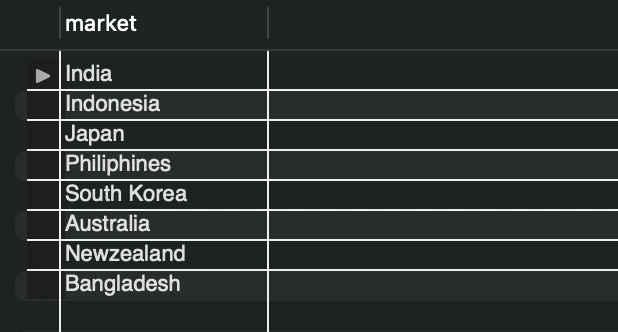 market
India
Indonesia
Japan
Philiphines
South Korea
Australia
Newzealand
Bangladesh